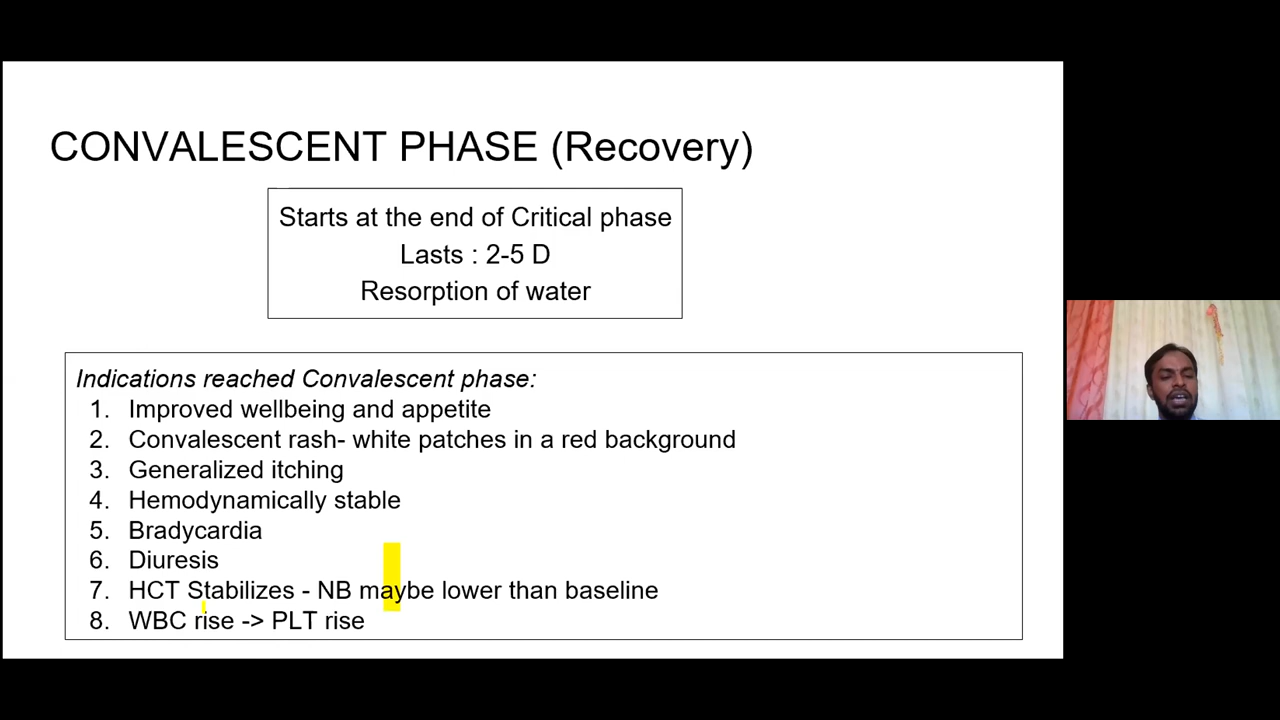 CONVALESCENT PHASE (Recovery)
Starts at the end of Critical phase
Lasts : 2-5 D
Resorption of water
Indications reached Convalescent phase:
1. Improved wellbeing and appetite
2. Convalescent rash- white patches in a red background
3. Generalized itching
4. Hemodynamically stable
5. Bradycardia
6. Diuresis
7. HCT Stabilizes - NB maybe lower than baseline
8. WBC rise -> PLT rise